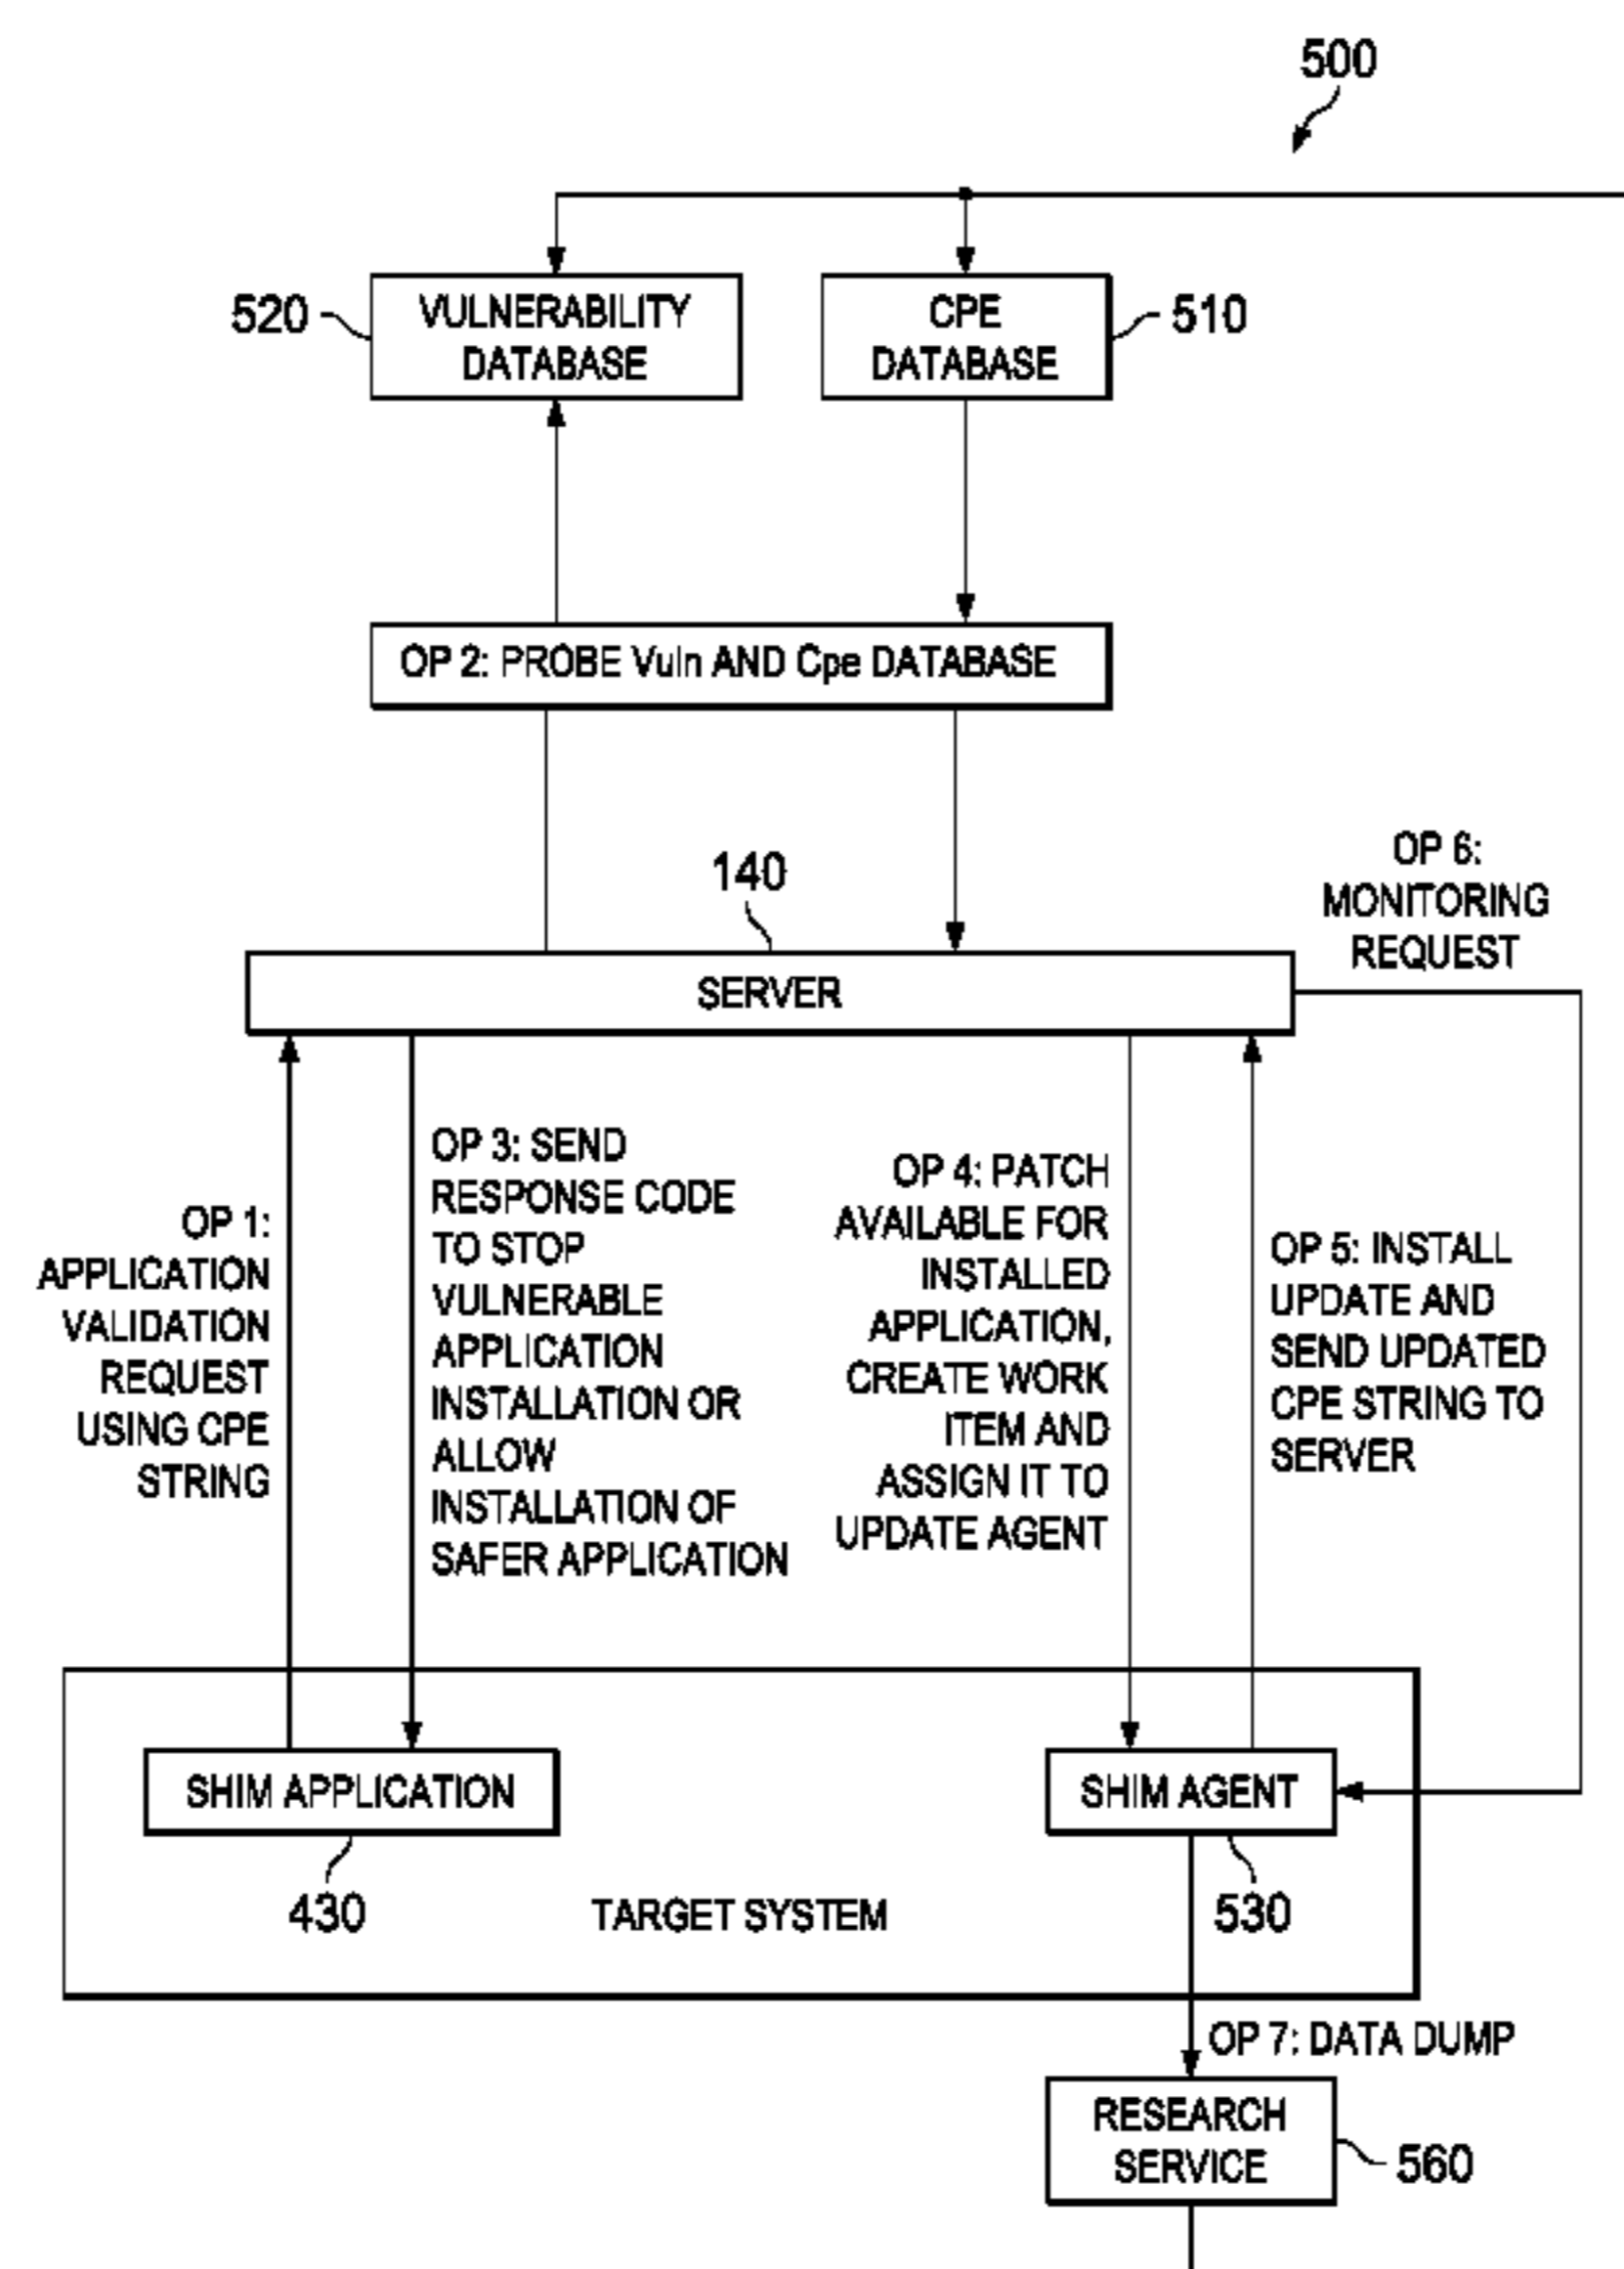 500
520
VULNERABILITY
DATABASE
CPE
DATABASE
510
OP 2: PROBE Vuln AND Cpe DATABASE
140
SERVER
OP 6:
MONITORING
REQUEST
OP 1:
APPLICATION
VALIDATION
REQUEST
USING CPE
STRING
OP 3: SEND
RESPONSE CODE
TO STOP
VULNERABLE
APPLICATION
INSTALLATION OR
ALLOW
INSTALLATION OF
SAFER APPLICATION
OP 4: PATCH
AVAILABLE FOR
INSTALLED
APPLICATION,
CREATE WORK
ITEM AND
ASSIGN IT TO
UPDATE AGENT
OP 5: INSTALL
UPDATE AND
SEND UPDATED
CPE STRING TO
SERVER
SHIM APPLICATION
430
TARGET SYSTEM
SHIM AGENT
530
OP 7: DATA DUMP
RESEARCH
SERVICE
560